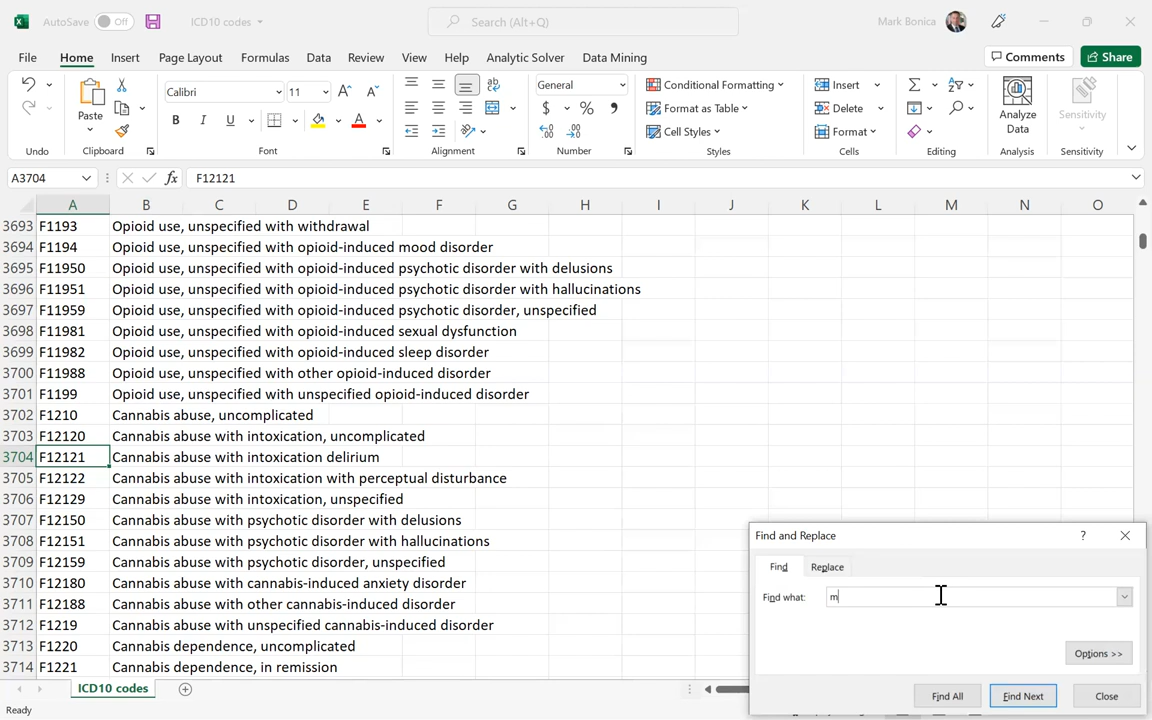 AutoSave Off ICD10 codes Search (Alt+Q) Mark Bonica
File Home Insert Page Layout Formulas Data Review View Help Analytic Solver Data Mining Comments Share
Calibri 11 General Conditional Formatting Insert
Paste Format as Table Delete Analyze Data Sensitivity
B I U A $ % Cell Styles Format
Undo Clipboard Font Alignment Number Styles Cells Editing Analysis Sensitivity
A3704 fx F12121
A B C D E F G H I J K L M N O
3693 F1193 Opioid use, unspecified with withdrawal
3694 F1194 Opioid use, unspecified with opioid-induced mood disorder
3695 F11950 Opioid use, unspecified with opioid-induced psychotic disorder with delusions
3696 F11951 Opioid use, unspecified with opioid-induced psychotic disorder with hallucinations
3697 F11959 Opioid use, unspecified with opioid-induced psychotic disorder, unspecified
3698 F11981 Opioid use, unspecified with opioid-induced sexual dysfunction
3699 F11982 Opioid use, unspecified with opioid-induced sleep disorder
3700 F11988 Opioid use, unspecified with other opioid-induced disorder
3701 F1199 Opioid use, unspecified with unspecified opioid-induced disorder
3702 F1210 Cannabis abuse, uncomplicated
3703 F12120 Cannabis abuse with intoxication, uncomplicated
3704 F12121 Cannabis abuse with intoxication delirium
3705 F12122 Cannabis abuse with intoxication with perceptual disturbance
3706 F12129 Cannabis abuse with intoxication, unspecified
3707 F12150 Cannabis abuse with psychotic disorder with delusions
3708 F12151 Cannabis abuse with psychotic disorder with hallucinations
3709 F12159 Cannabis abuse with psychotic disorder, unspecified
3710 F12180 Cannabis abuse with cannabis-induced anxiety disorder
3711 F12188 Cannabis abuse with other cannabis-induced disorder
3712 F1219 Cannabis abuse with unspecified cannabis-induced disorder
3713 F1220 Cannabis dependence, uncomplicated
3714 F1221 Cannabis dependence, in remission
Find and Replace ?
Find Replace
Find what: m
Options >>
Find All Find Next Close
ICD10 codes
Ready